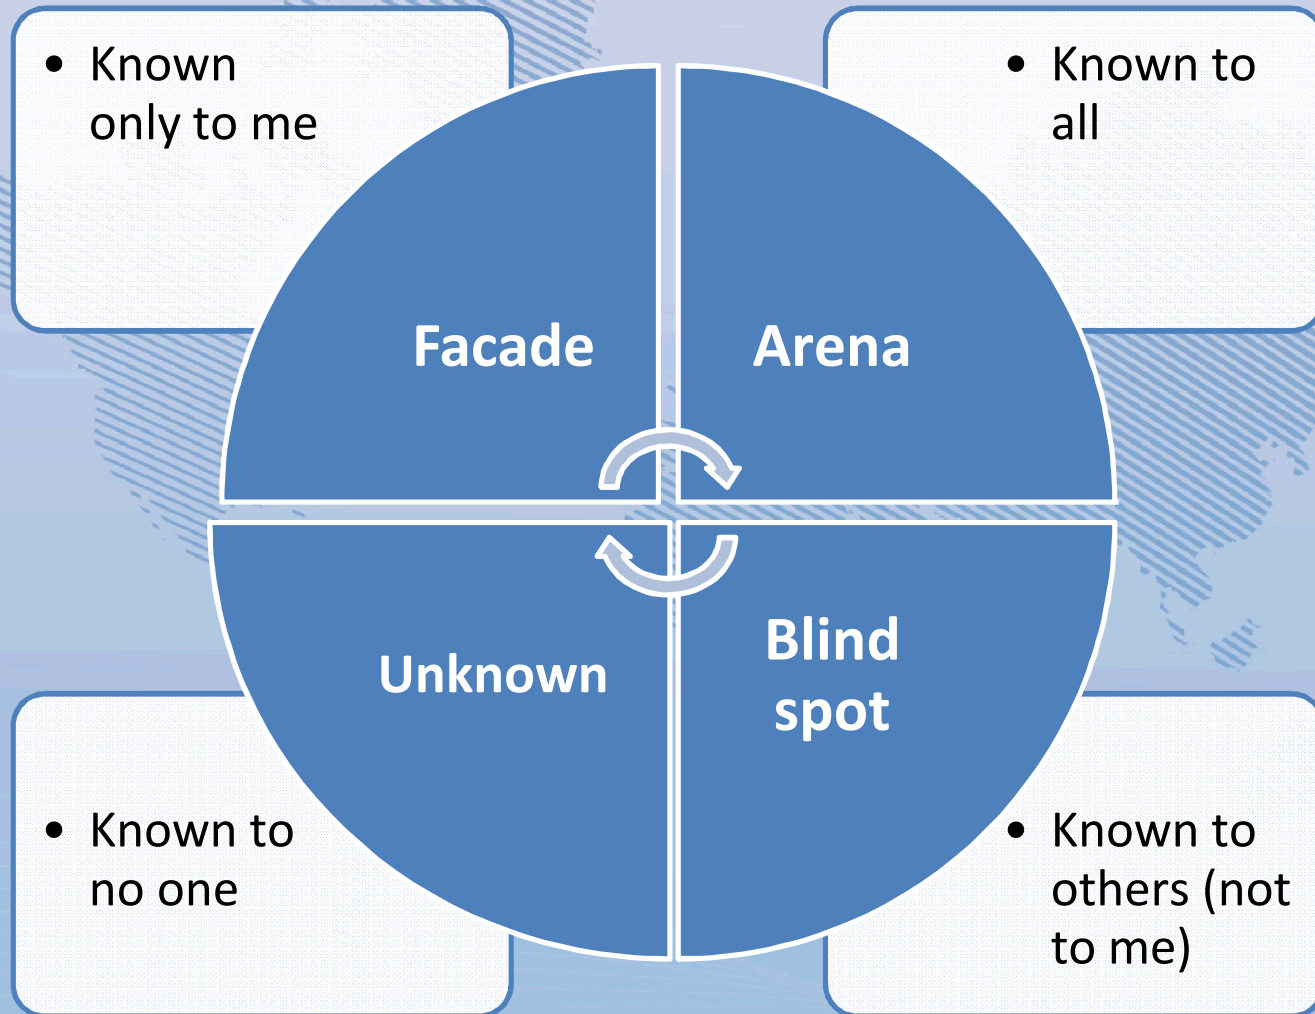 • Known
only to me
• Known to
all
Facade
Arena
Unknown
Blind
spot
• Known to
no one
• Known to
others (not
to me)